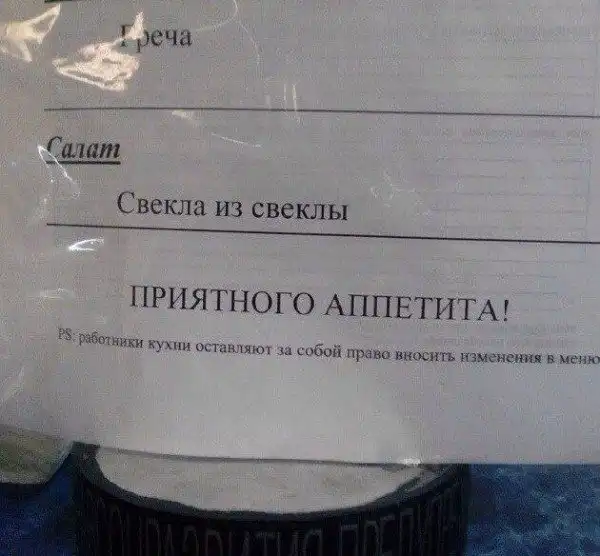 Греча
Салат
Свекла из свеклы
ПРИЯТНОГО АППЕТИТА!
PS: работники кухни оставляют за собой право вносить изменения в меню